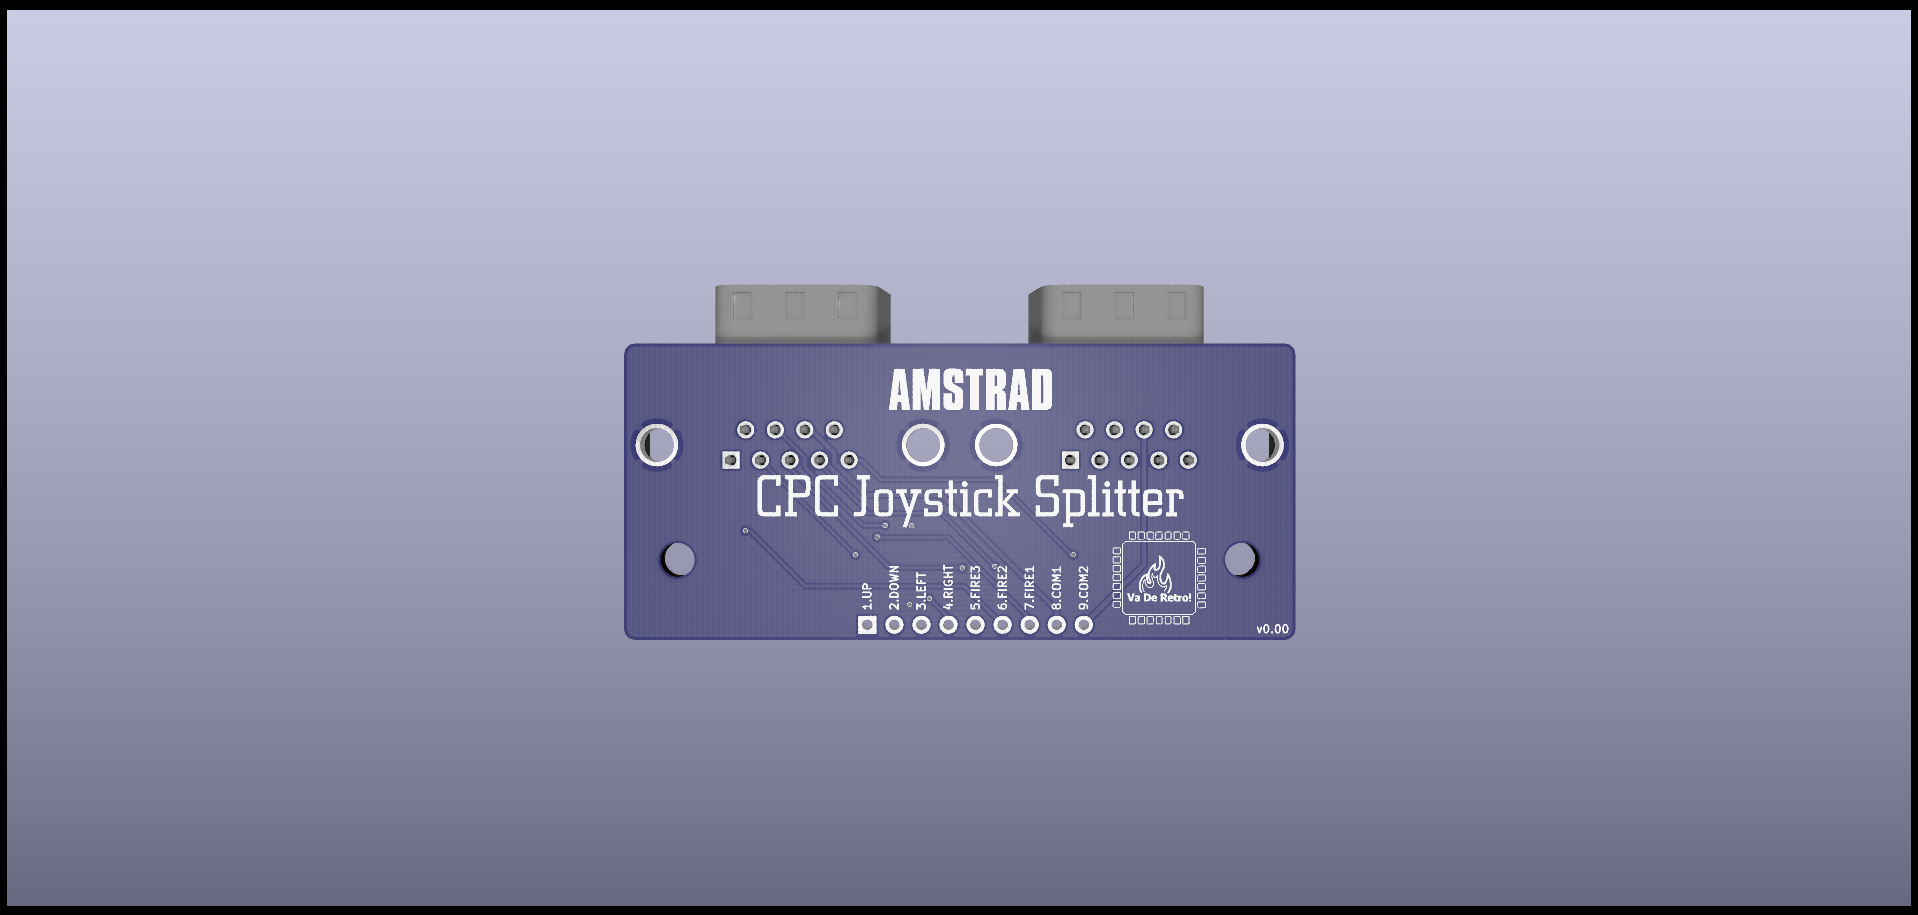 AMSTRAD
CPC Joystick Splitter
1.UP
2.DOWN
3.LEFT
4.RIGHT
5.FIRE3
6.FIRE2
7.FIRE1
8.COM1
9.COM2
Va De Retro!
v0.00